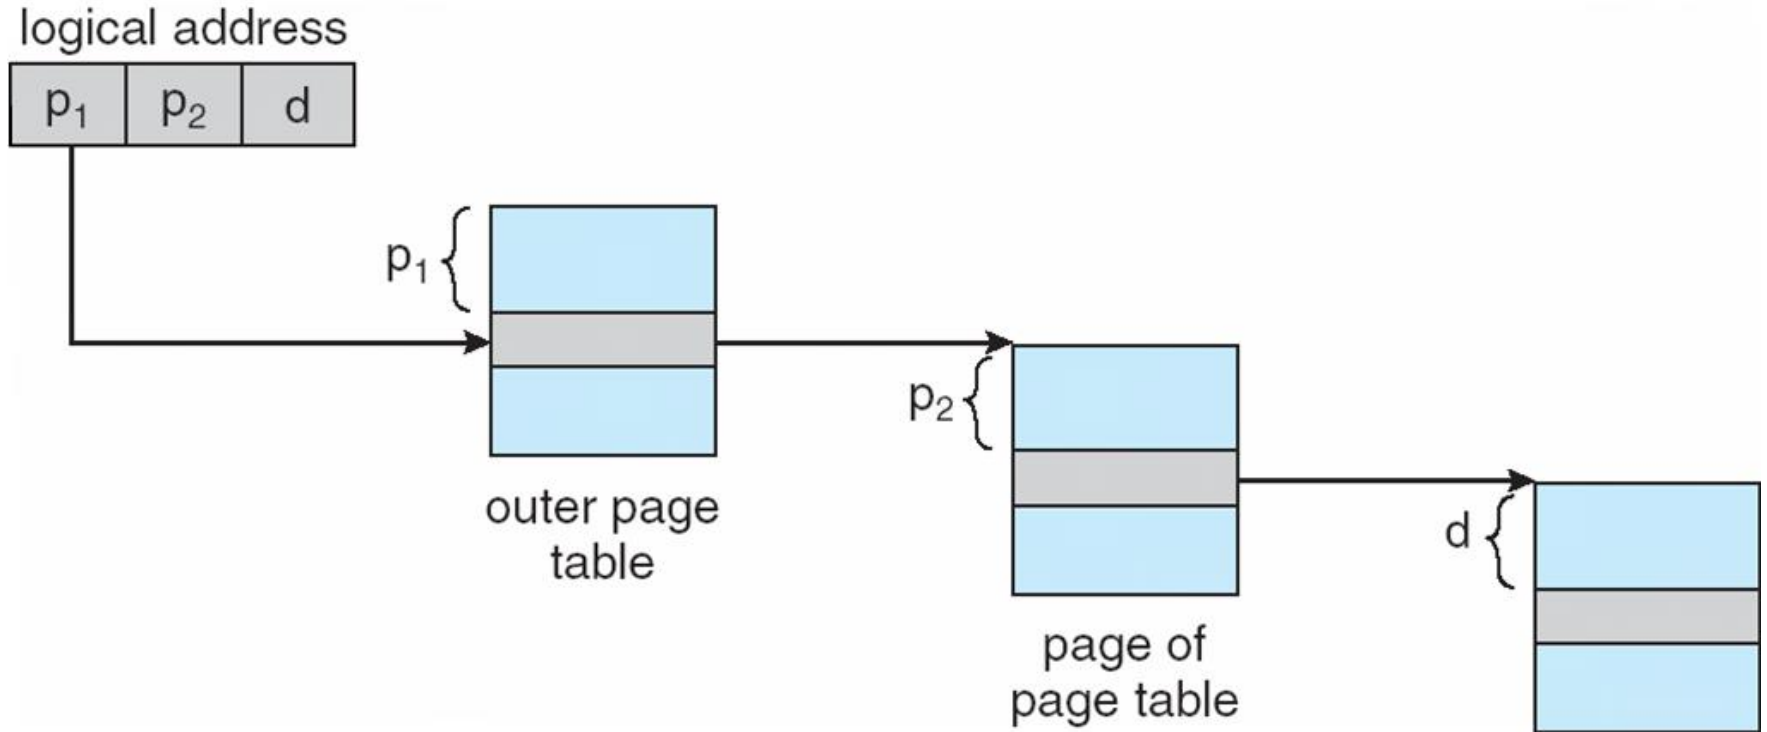 logical address
p₁ p₂ d
p₁
outer page
table
p₂
page of
page table
d